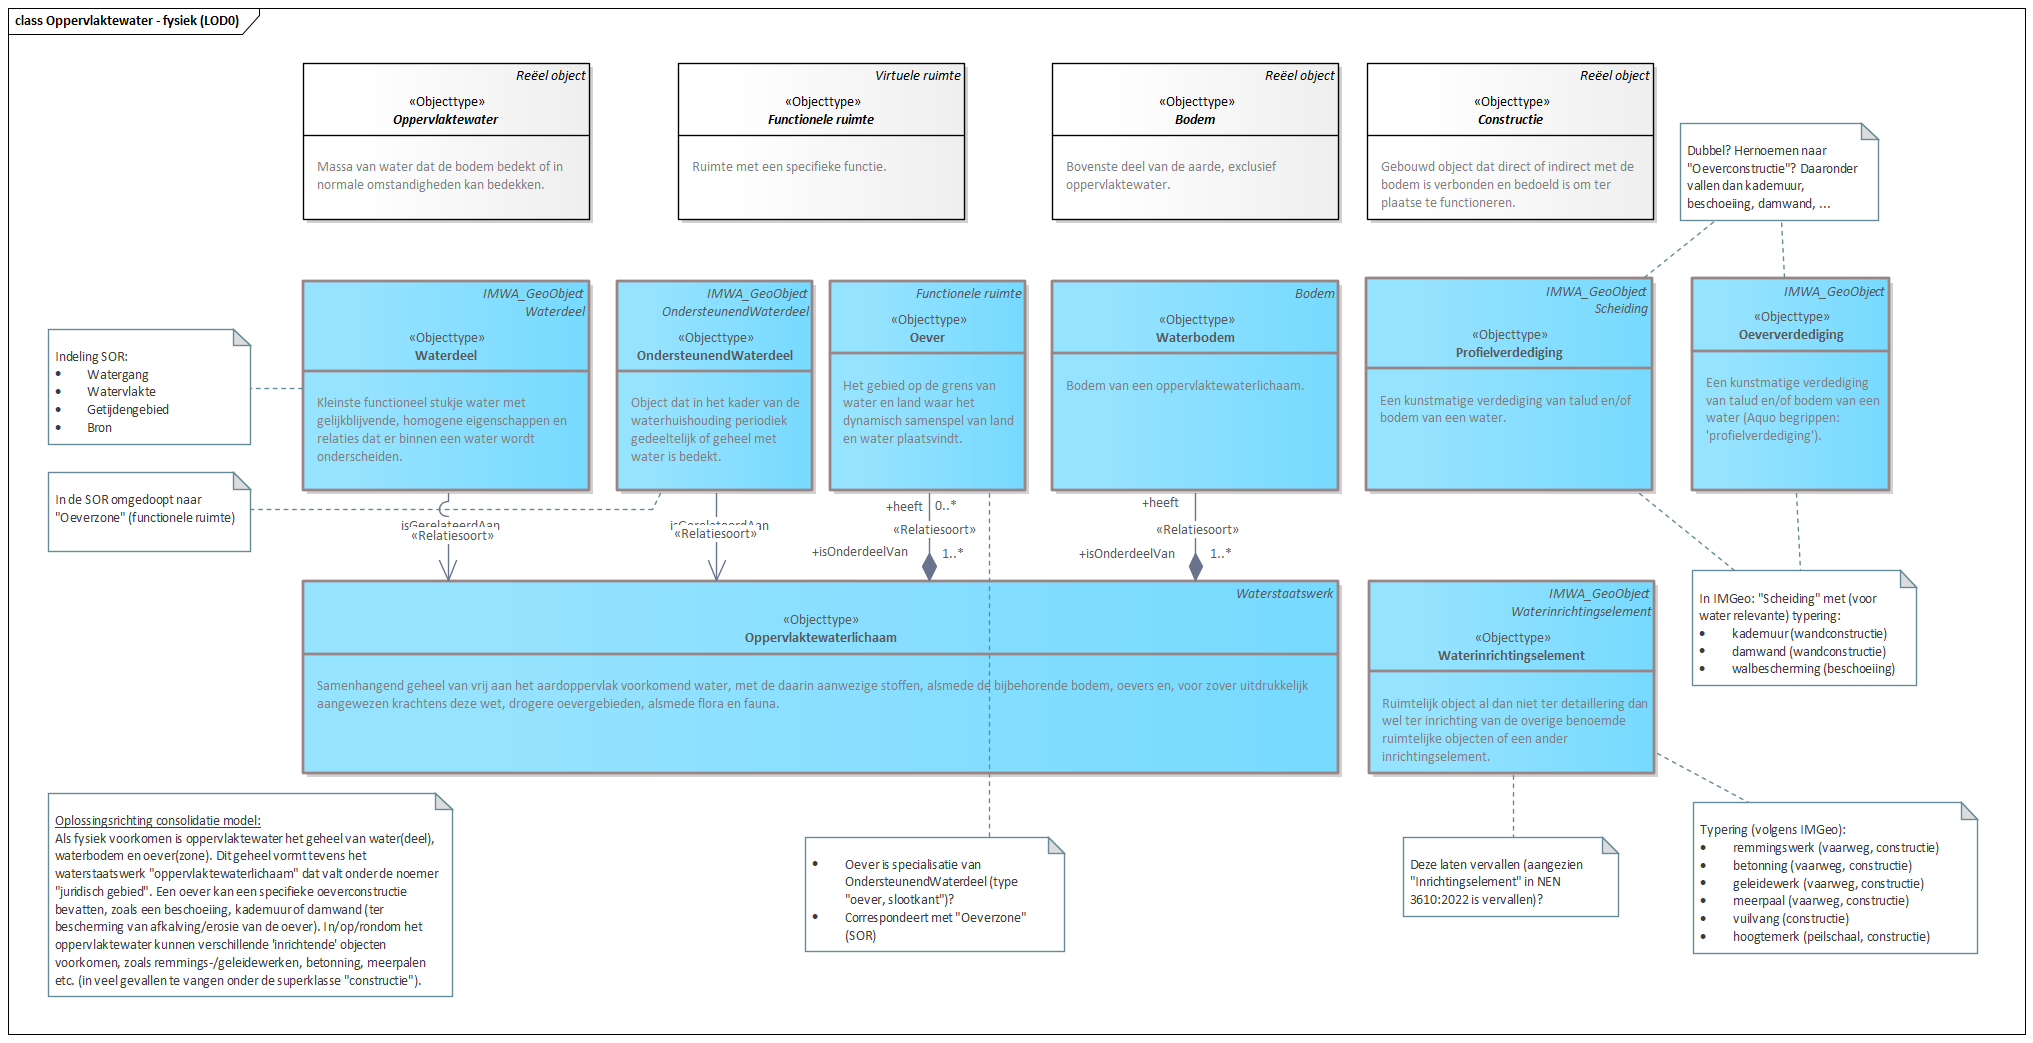 class Oppervlaktewater - fysiek (LOD0)
Reëel object
«Objecttype»
Oppervlaktewater
Massa van water dat de bodem bedekt of in
normale omstandigheden kan bedekken.
Virtuele ruimte
«Objecttype»
Functionele ruimte
Ruimte met een specifieke functie.
Reëel object
«Objecttype»
Bodem
Bovenste deel van de aarde, exclusief
oppervlaktewater.
Reëel object
«Objecttype»
Constructie
Gebouwd object dat direct of indirect met de
bodem is verbonden en bedoeld is om ter
plaatse te functioneren.
Dubbel? Hernoemen naar
"Oeverconstructie"? Daaronder
vallen dan kademuur,
beschoeiing, damwand, ...
Indeling SOR:
• Watergang
• Watervlakte
• Getijdengebied
• Bron
In de SOR omgedoopt naar
"Oeverzone" (functionele ruimte)
IMWA_GeoObject
Waterdeel
«Objecttype»
Waterdeel
Kleinste functioneel stukje water met
gelijkblijvende, homogene eigenschappen en
relaties dat er binnen een water wordt
onderscheiden.
IMWA_GeoObject
OndersteunendWaterdeel
«Objecttype»
OndersteunendWaterdeel
Object dat in het kader van de
waterhuishouding periodiek
gedeeltelijk of geheel met
water is bedekt.
Functionele ruimte
«Objecttype»
Oever
Het gebied op de grens van
water en land waar het
dynamisch samenspel van land
en water plaatsvindt.
Bodem
«Objecttype»
Waterbodem
Bodem van een oppervlaktewaterlichaam.
IMWA_GeoObject
Scheiding
«Objecttype»
Profielverdediging
Een kunstmatige verdediging van talud en/of
bodem van een water.
IMWA_GeoObject
«Objecttype»
Oeververdediging
Een kunstmatige verdediging
van talud en/of bodem van een
water (Aquo begrippen:
'profielverdediging').
isGerelateerdAan
«Relatiesoort»
isGerelateerdAan
«Relatiesoort»
+heeft 0..*
«Relatiesoort»
+isOnderdeelVan 1..*
+heeft
«Relatiesoort»
+isOnderdeelVan 1..*
Waterstaatswerk
«Objecttype»
Oppervlaktewaterlichaam
Samenhangend geheel van vrij aan het aardoppervlak voorkomend water, met de daarin aanwezige stoffen, alsmede de bijbehorende bodem, oevers en, voor zover uitdrukkelijk
aangewezen krachtens deze wet, drogere oevergebieden, alsmede flora en fauna.
IMWA_GeoObject
Waterinrichtingselement
«Objecttype»
Waterinrichtingselement
Ruimtelijk object al dan niet ter detaillering dan
wel ter inrichting van de overige benoemde
ruimtelijke objecten of een ander
inrichtingselement.
In IMGeo: "Scheiding" met (voor
water relevante) typering:
• kademuur (wandconstructie)
• damwand (wandconstructie)
• walbescherming (beschoeiing)
Oplossingsrichting consolidatie model:
Als fysiek voorkomen is oppervlaktewater het geheel van water(deel),
waterbodem en oever(zone). Dit geheel vormt tevens het
waterstaatswerk "oppervlaktewaterlichaam" dat valt onder de noemer
"juridisch gebied". Een oever kan een specifieke oeverconstructie
bevatten, zoals een beschoeiing, kademuur of damwand (ter
bescherming van afkalving/erosie van de oever). In/op/rondom het
oppervlaktewater kunnen verschillende 'inrichtende' objecten
voorkomen, zoals remmings-/geleidewerken, betonning, meerpalen
etc. (in veel gevallen te vangen onder de superklasse "constructie").
• Oever is specialisatie van
OndersteunendWaterdeel (type
"oever, slootkant")?
• Correspondeert met "Oeverzone"
(SOR)
Deze laten vervallen (aangezien
"Inrichtingselement" in NEN
3610:2022 is vervallen)?
Typering (volgens IMGeo):
• remmingswerk (vaarweg, constructie)
• betonning (vaarweg, constructie)
• geleidewerk (vaarweg, constructie)
• meerpaal (vaarweg, constructie)
• vuilvang (constructie)
• hoogtemerk (peilschaal, constructie)